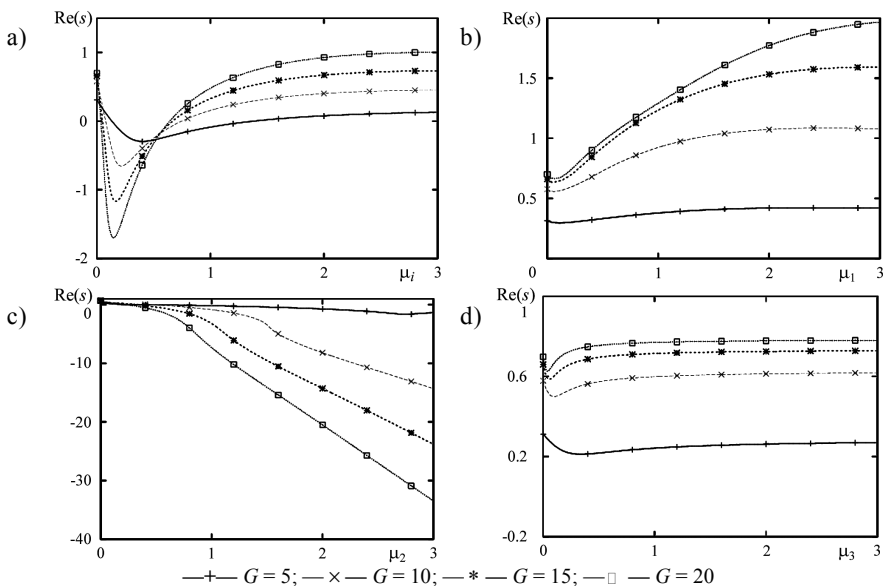 a)
Re(s)
1
0
-1
-2
0
1
μi
2
3
b)
Re(s)
1.5
1
0.5
0
0
1
μ1
2
3
c)
Re(s)
0
-10
-20
-30
-40
0
1
2
μ2
3
d)
Re(s)
1
0.6
0.2
-0.2
0
1
2
μ3
3
—+— G = 5; —×— G = 10; —*— G = 15; —□— G = 20